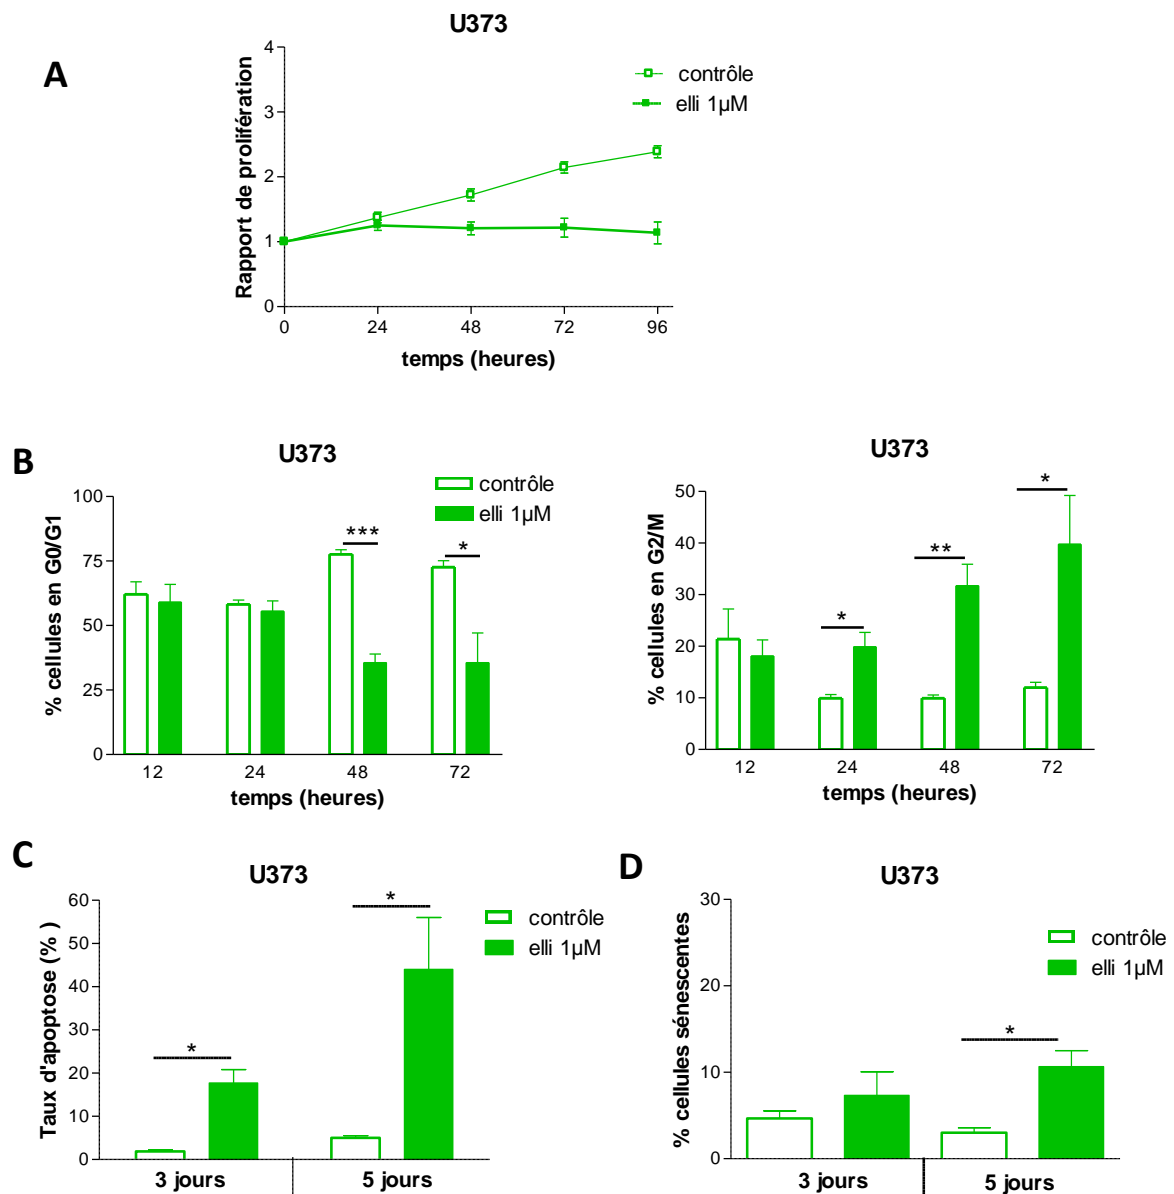 U373
A
4
3
2
1
0
Rapport de prolifération
contrôle
elli 1µM
0 24 48 72 96
temps (heures)
B
U373
contrôle
elli 1µM
100
75
50
25
0
% cellules en G0/G1
***
*
12 24 48 72
temps (heures)
U373
50
40
30
20
10
0
% cellules en G2/M
*
**
*
12 24 48 72
temps (heures)
C
U373
60
50
40
30
20
10
0
Taux d'apoptose (% )
*
*
contrôle
elli 1µM
3 jours 5 jours
D
U373
30
20
10
0
% cellules sénescentes
*
contrôle
elli 1µM
3 jours 5 jours